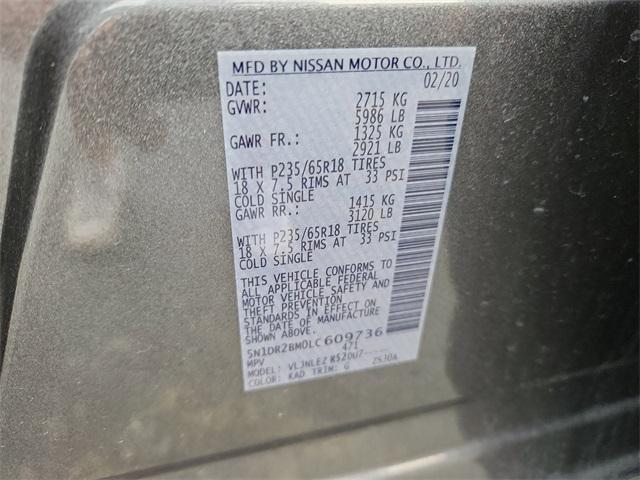 MFD BY NISSAN MOTOR CO., LTD.
DATE: 02/20
GVWR: 2715 KG
5986 LB
GAWR FR.: 1325 KG
2921 LB
WITH P235/65R18 TIRES
18 X 7.5 RIMS AT 33 PSI
COLD SINGLE
GAWR RR.: 1415 KG
3120 LB
WITH P235/65R18 TIRES
18 X 7.5 RIMS AT 33 PSI
COLD SINGLE
THIS VEHICLE CONFORMS TO
ALL APPLICABLE FEDERAL
MOTOR VEHICLE SAFETY AND
THEFT PREVENTION
STANDARDS IN EFFECT ON
THE DATE OF MANUFACTURE
SHOWN ABOVE.
5N1DR2BM0LC609736
MPV 471
MODEL: VLJNLEZ K52UU7-----
COLOR: KAD TRIM: G 2S30A